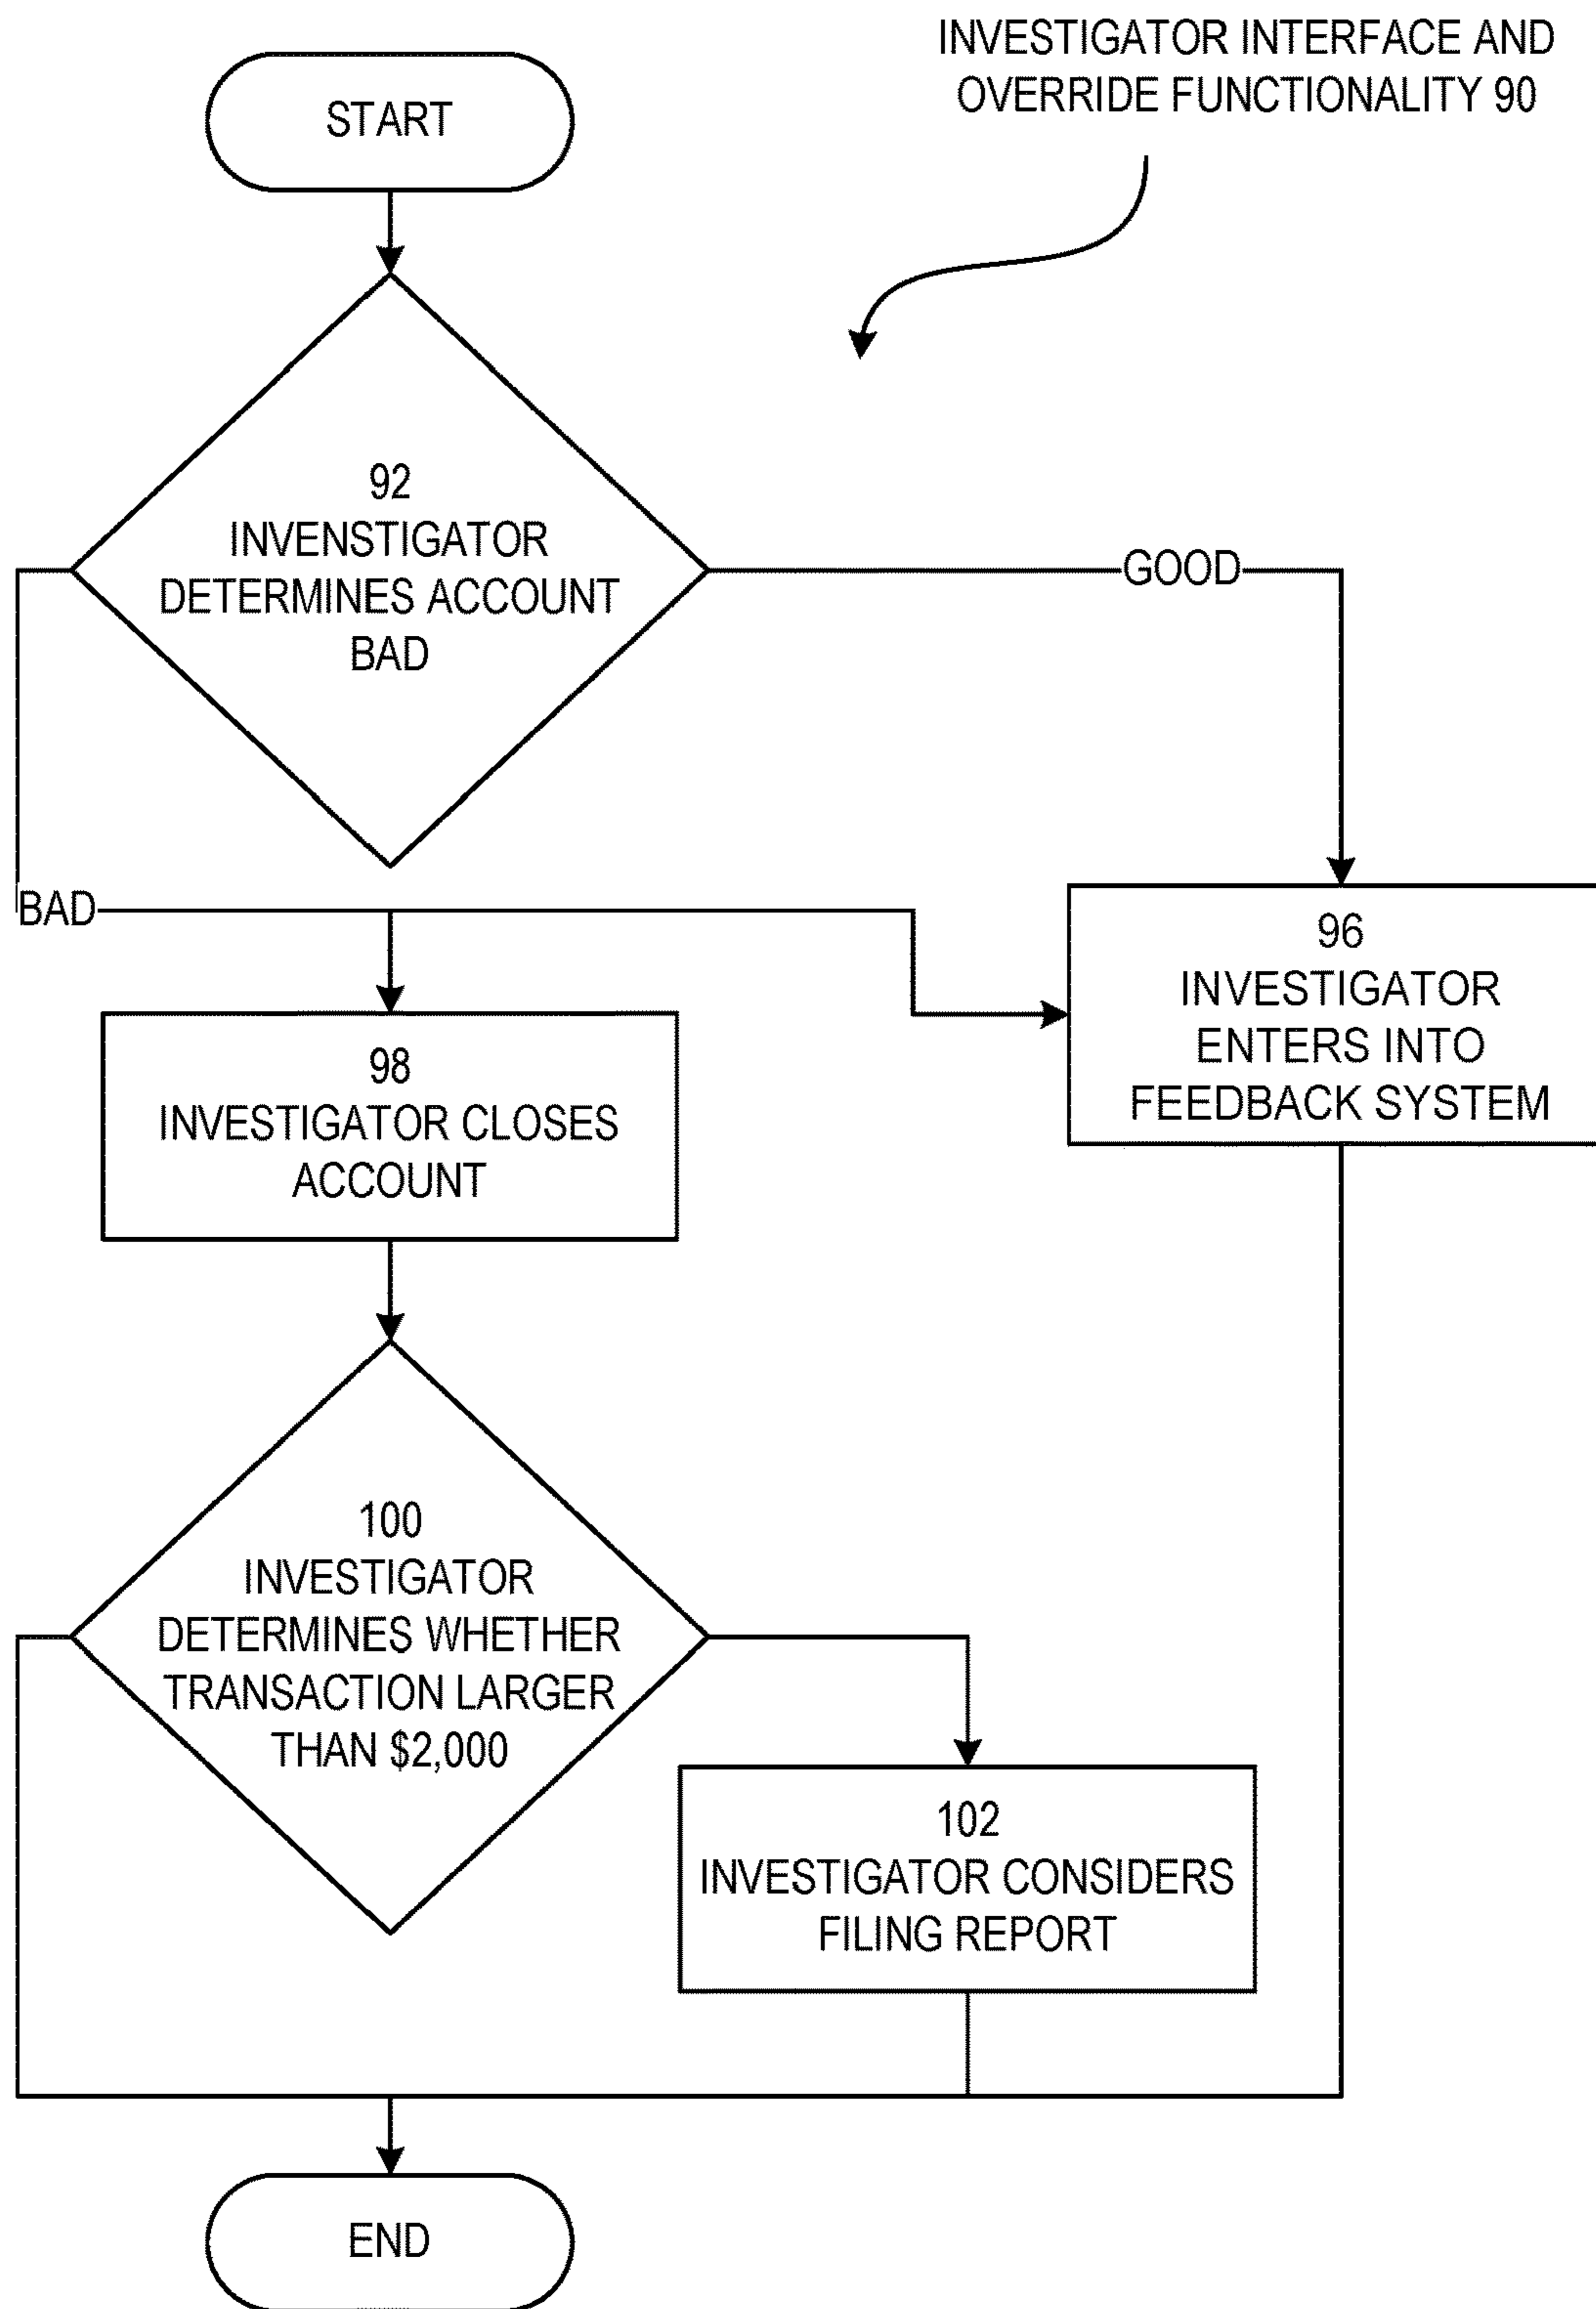 INVESTIGATOR INTERFACE AND
OVERRIDE FUNCTIONALITY 90
START
92
INVENSTIGATOR
DETERMINES ACCOUNT
BAD
GOOD
BAD
96
INVESTIGATOR
ENTERS INTO
FEEDBACK SYSTEM
98
INVESTIGATOR CLOSES
ACCOUNT
100
INVESTIGATOR
DETERMINES WHETHER
TRANSACTION LARGER
THAN $2,000
102
INVESTIGATOR CONSIDERS
FILING REPORT
END